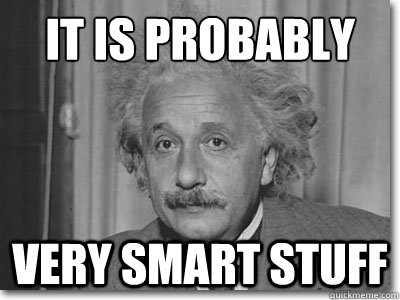 IT IS PROBABLY
VERY SMART STUFF
quickmeme.com